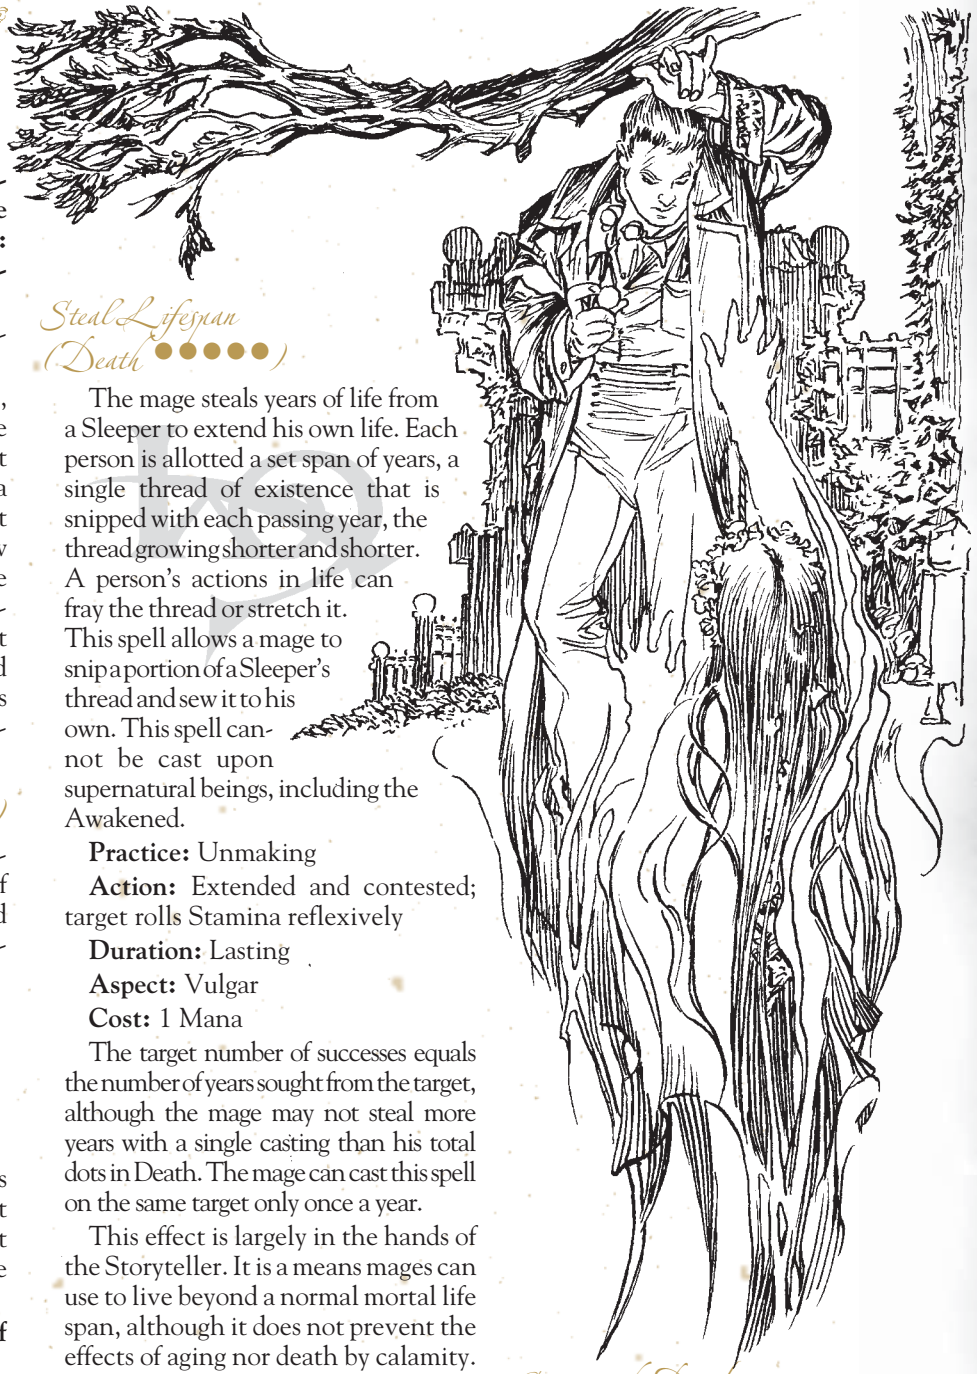 Steal Lifespan
(Death ●●●●●)
The mage steals years of life from
a Sleeper to extend his own life. Each
person is allotted a set span of years, a
single thread of existence that is
snipped with each passing year, the
thread growing shorter and shorter.
A person's actions in life can
fray the thread or stretch it.
This spell allows a mage to
snip a portion of a Sleeper's
thread and sew it to his
own. This spell can-
not be cast upon
supernatural beings, including the
Awakened.
Practice: Unmaking
Action: Extended and contested;
target rolls Stamina reflexively
Duration: Lasting
Aspect: Vulgar
Cost: 1 Mana
The target number of successes equals
the number of years sought from the target,
although the mage may not steal more
years with a single casting than his total
dots in Death. The mage can cast this spell
on the same target only once a year.
This effect is largely in the hands of
the Storyteller. It is a means mages can
use to live beyond a normal mortal life
span, although it does not prevent the
effects of aging nor death by calamity.